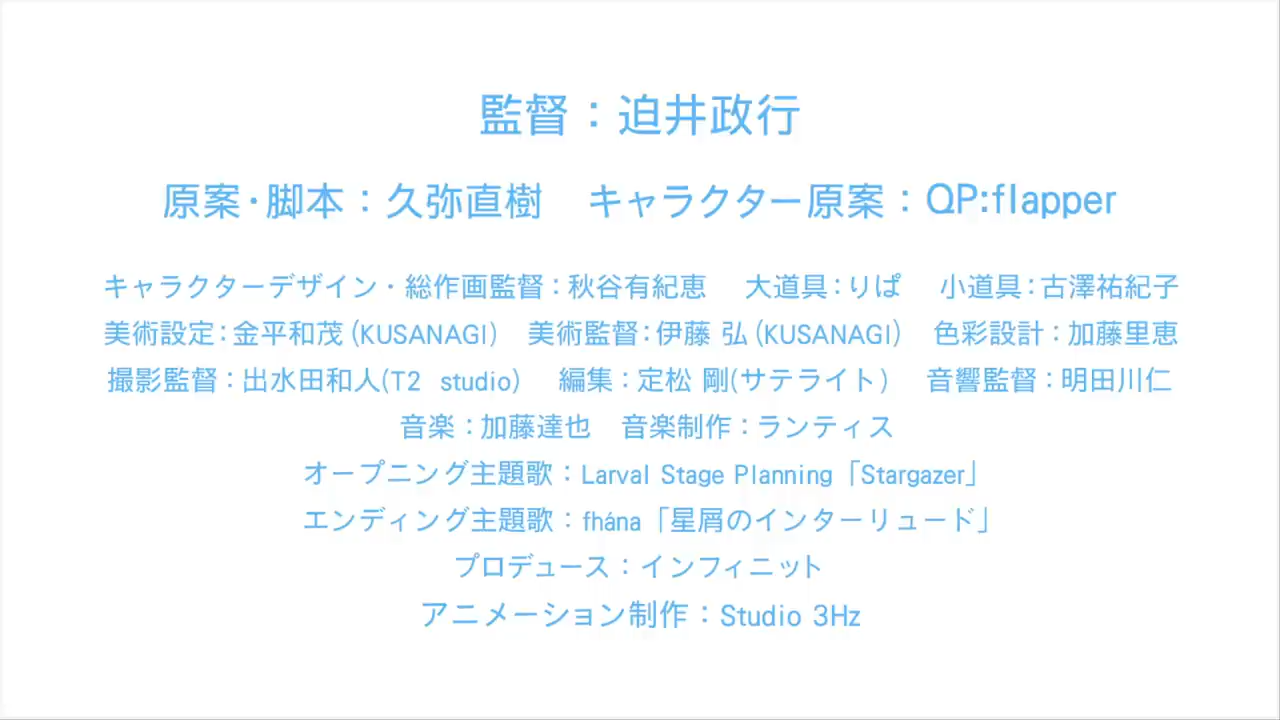 監督：迫井政行
原案・脚本：久弥直樹　キャラクター原案：QP:flapper
キャラクターデザイン・総作画監督：秋谷有紀恵　大道具：りぱ　小道具：古澤祐紀子
美術設定：金平和茂（KUSANAGI）　美術監督：伊藤 弘（KUSANAGI）　色彩設計：加藤里恵
撮影監督：出水田和人(T2 studio)　編集：定松 剛(サテライト)　音響監督：明田川仁
音楽：加藤達也　音楽制作：ランティス
オープニング主題歌：Larval Stage Planning「Stargazer」
エンディング主題歌：fhána「星屑のインターリュード」
プロデュース：インフィニット
アニメーション制作：Studio 3Hz